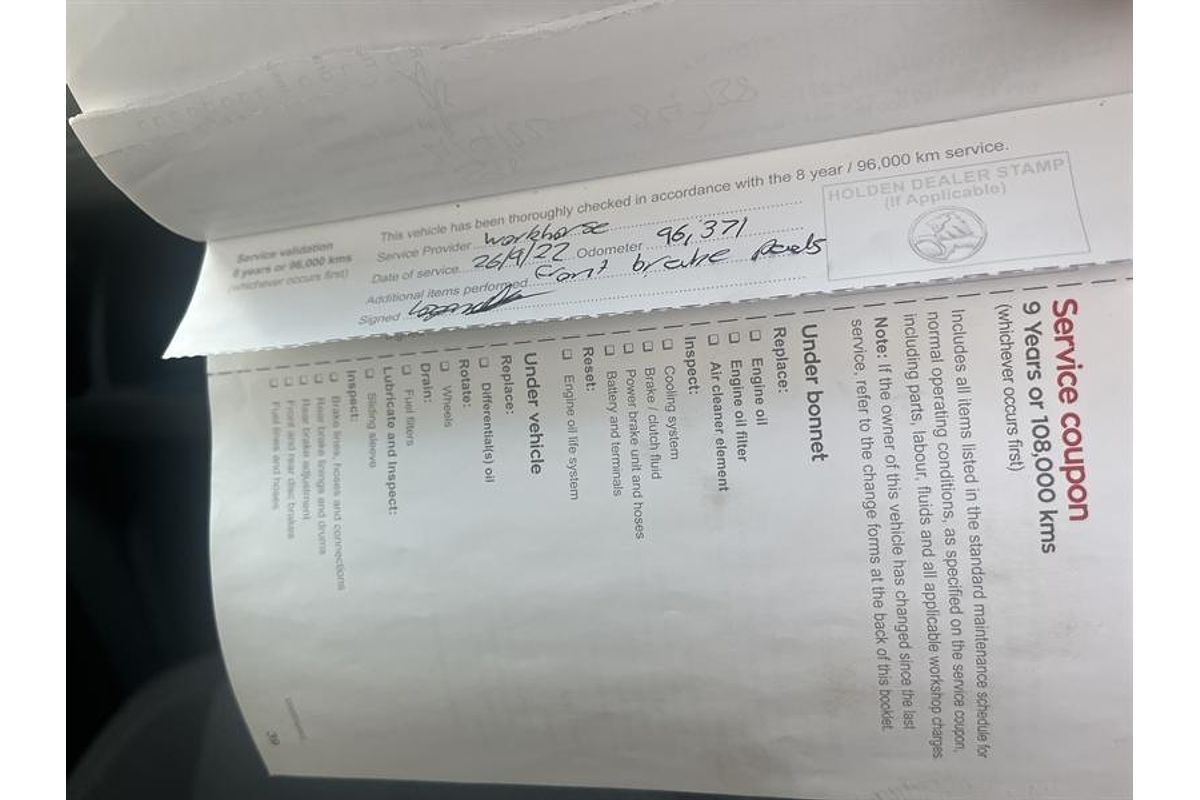 Service validation
8 years or 96,000 kms
(whichever occurs first)
This vehicle has been thoroughly checked in accordance with the 8 year / 96,000 km service.
Service Provider workhorse
Date of service 26/9/22 Odometer 96,371
Additional items performed front brake pads
Signed
HOLDEN DEALER STAMP
(If Applicable)
Service coupon
9 Years or 108,000 kms
(whichever occurs first)
Includes all items listed in the standard maintenance schedule for
normal operating conditions, as specified on the service coupon,
including parts, labour, fluids and all applicable workshop charges
Note: If the owner of this vehicle has changed since the last
service, refer to the change forms at the back of this booklet.
Under bonnet
Replace:
❑ Engine oil
❑ Engine oil filter
❑ Air cleaner element
Inspect:
❑ Cooling system
❑ Brake / clutch fluid
❑ Power brake unit and hoses
❑ Battery and terminals
Reset:
❑ Engine oil life system
Under vehicle
Replace:
❑ Differential(s) oil
Rotate:
❑ Wheels
Drain:
❑ Fuel filters
Lubricate and Inspect:
❑ Sliding sleeve
Inspect:
❑ Brake lines, hoses and connections
❑ Rear brake linings and drums
❑ Rear brake adjustment
❑ Front and rear disc brakes
❑ Fuel lines and hoses
39